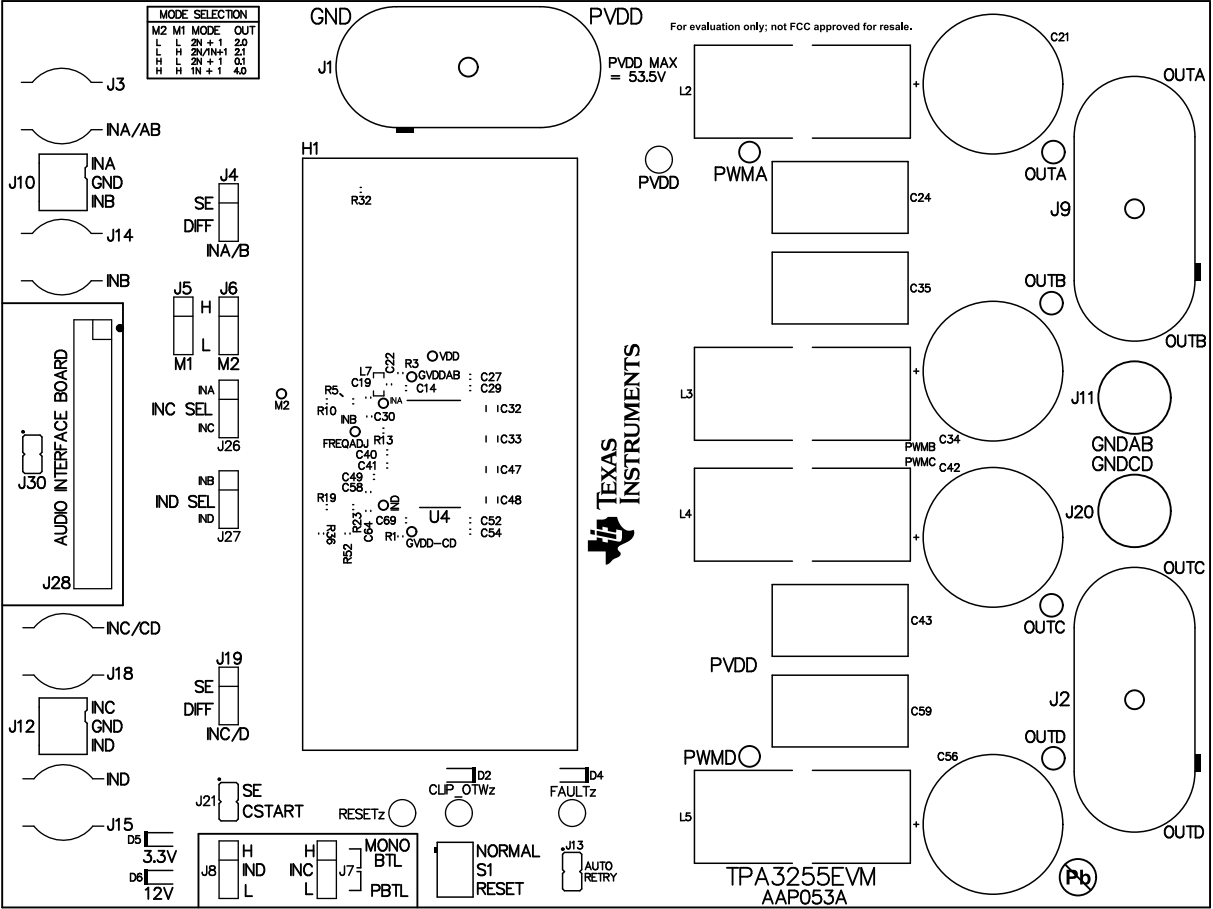 MODE SELECTION
M2 M1 MODE OUT
L L 2N + 1 2.0
L H 2N/1N+1 2.1
H L 2N + 1 0.1
H H 1N + 1 4.0
GND
PVDD
J1
PVDD MAX
= 53.5V
For evaluation only; not FCC approved for resale.
C21
L2
+
OUTA
J3
INA/AB
J10
INA
GND
INB
J14
INB
J4
SE
DIFF
INA/B
H1
R32
PVDD
PWMA
OUTA
C24
J9
C35
OUTB
OUTB
J5
H
J6
L
M1
M2
INA
INC SEL
INC
J26
INB
IND SEL
IND
J27
AUDIO INTERFACE BOARD
J30
J28
M2
VDD
C22
R3
L7
GVDDAB
C19
C14
C27
C29
R5
INA
R10
C30
C32
INB
FREQADJ
R13
C33
C40
C41
C47
C49
C58
C48
R19
IND
R23
C64
C69
U4
C52
C54
R36
R52
R1
GVDD-CD
TEXAS
INSTRUMENTS
L3
+
C34
PWMB
PWMC
C42
L4
+
J11
GNDAB
GNDCD
J20
OUTC
OUTC
C43
PVDD
C59
J2
OUTD
PWMD
C56
L5
+
OUTD
INC/CD
J18
J12
INC
GND
IND
IND
J15
J19
SE
DIFF
INC/D
J21
SE
CSTART
D5
3.3V
D6
12V
RESETz
D2
CLIP_OTWz
D4
FAULTz
J8
H
IND
L
H
INC
L
J7
MONO
BTL
PBTL
NORMAL
S1
RESET
J13
AUTO
RETRY
TPA3255EVM
AAP053A
Pb